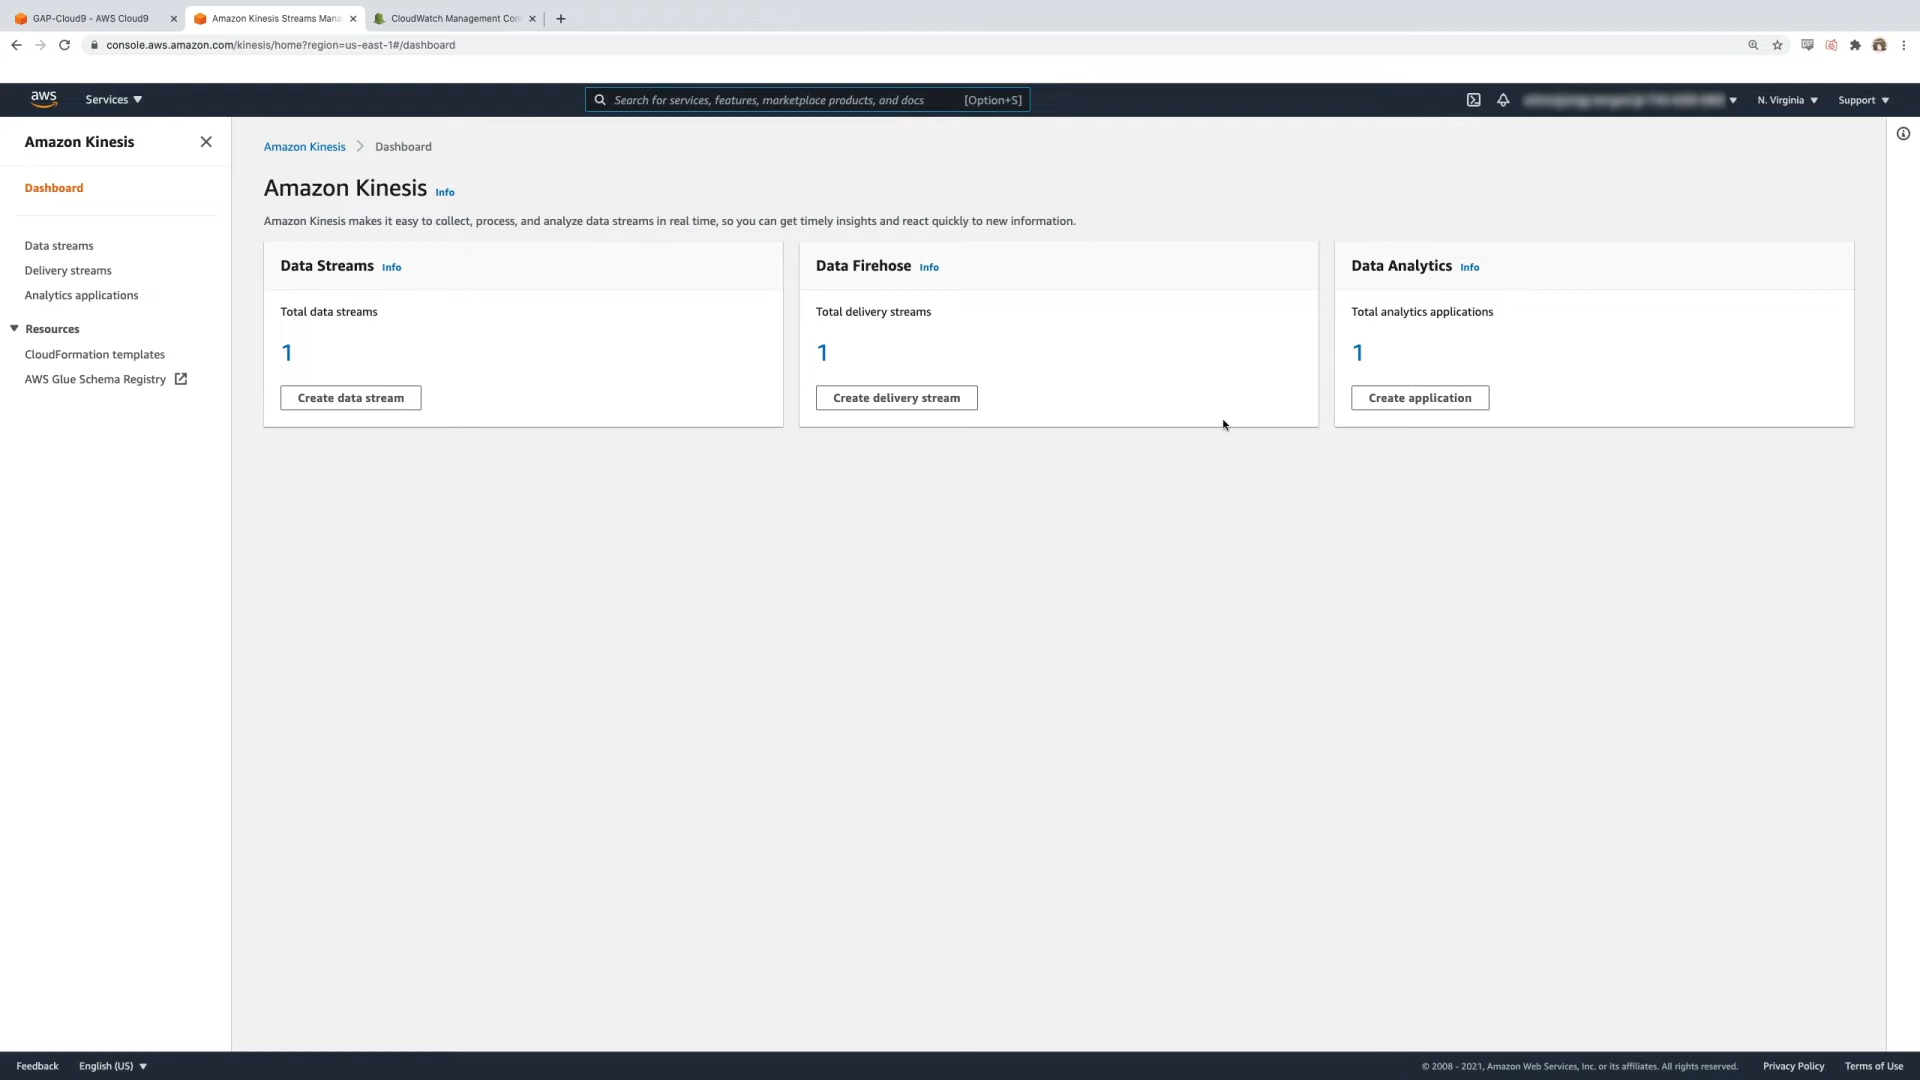 GAP-Cloud9 - AWS Cloud9
Amazon Kinesis Streams Mana
CloudWatch Management Con
console.aws.amazon.com/kinesis/home?region=us-east-1#/dashboard
aws
Services
Search for services, features, marketplace products, and docs
[Option+S]
N. Virginia
Support
Amazon Kinesis
Dashboard
Data streams
Delivery streams
Analytics applications
Resources
CloudFormation templates
AWS Glue Schema Registry
Amazon Kinesis
Dashboard
Amazon Kinesis Info
Amazon Kinesis makes it easy to collect, process, and analyze data streams in real time, so you can get timely insights and react quickly to new information.
Data Streams Info
Total data streams
1
Create data stream
Data Firehose Info
Total delivery streams
1
Create delivery stream
Data Analytics Info
Total analytics applications
1
Create application
Feedback
English (US)
© 2008 - 2021, Amazon Web Services, Inc. or its affiliates. All rights reserved.
Privacy Policy
Terms of Use